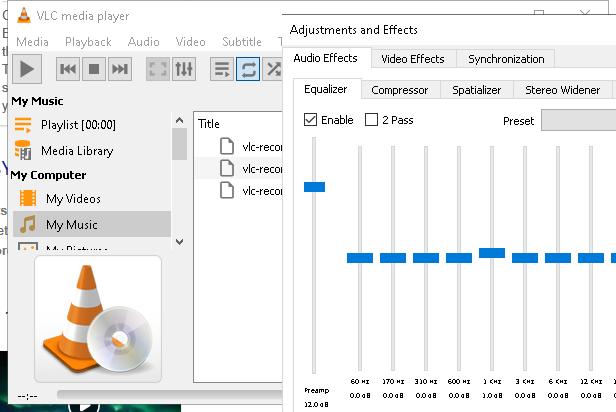 VLC media player
Media Playback Audio Video Subtitle
My Music
Playlist [00:00]
Media Library
My Computer
My Videos
My Music
Title
vlc-recor
vlc-recor
vlc-recor
--:--
Adjustments and Effects
Audio Effects Video Effects Synchronization
Equalizer Compressor Spatializer Stereo Widener
Enable 2 Pass Preset
60 Hz 170 Hz 310 Hz 600 Hz 1 KHz 3 KHz 6 KHz 12 KHz
Preamp 0.0 dB 0.0 dB 0.0 dB 0.0 dB 0.0 dB 0.0 dB 0.0 dB 0.0 dB
12.0 dB